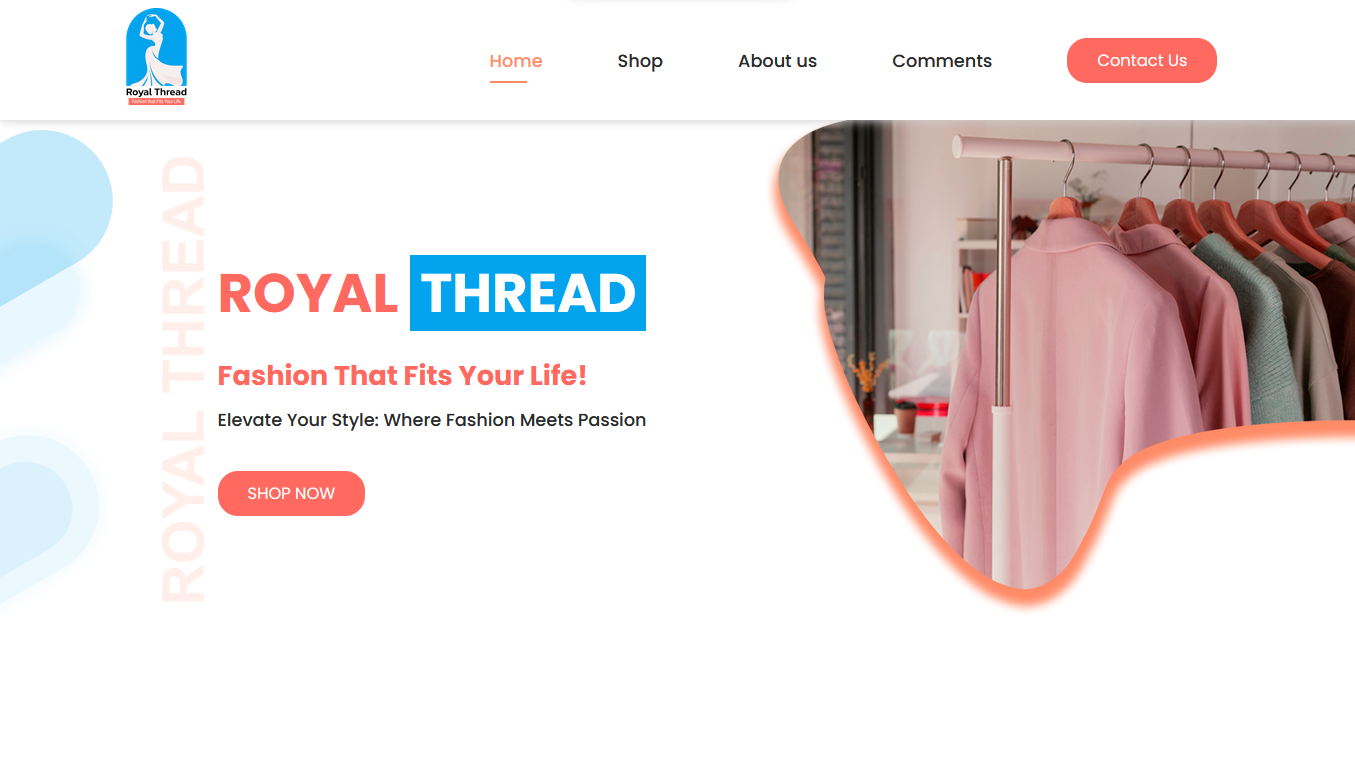 Royal Thread
Fashion that Fits Your Life
Home
Shop
About us
Comments
Contact Us
ROYAL THREAD
ROYAL THREAD
Fashion That Fits Your Life!
Elevate Your Style: Where Fashion Meets Passion
SHOP NOW